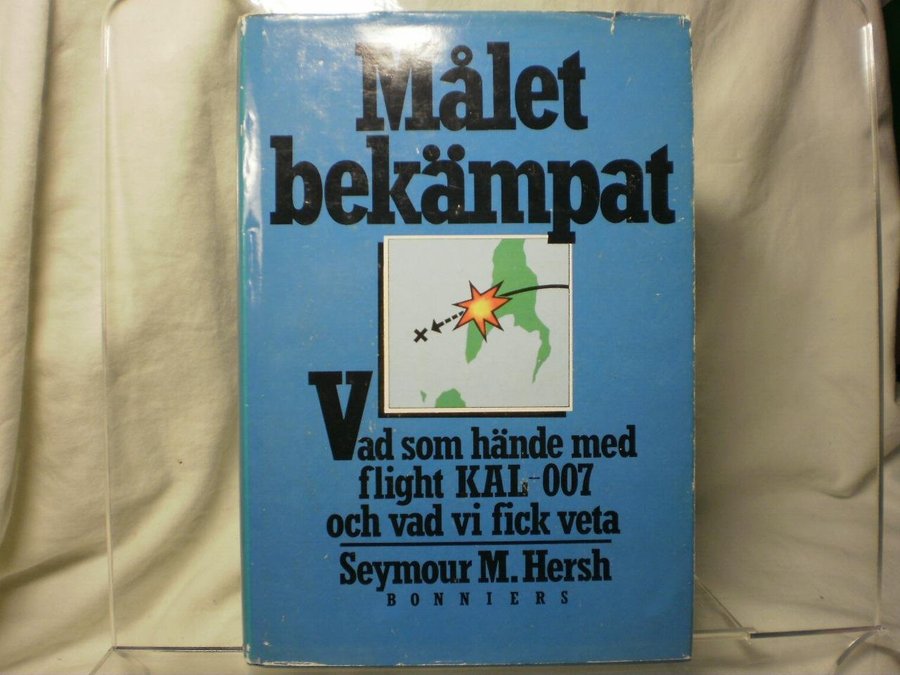 Målet
bekämpat
Vad som hände med
flight KAL-007
och vad vi fick veta
Seymour M. Hersh
BONNIERS